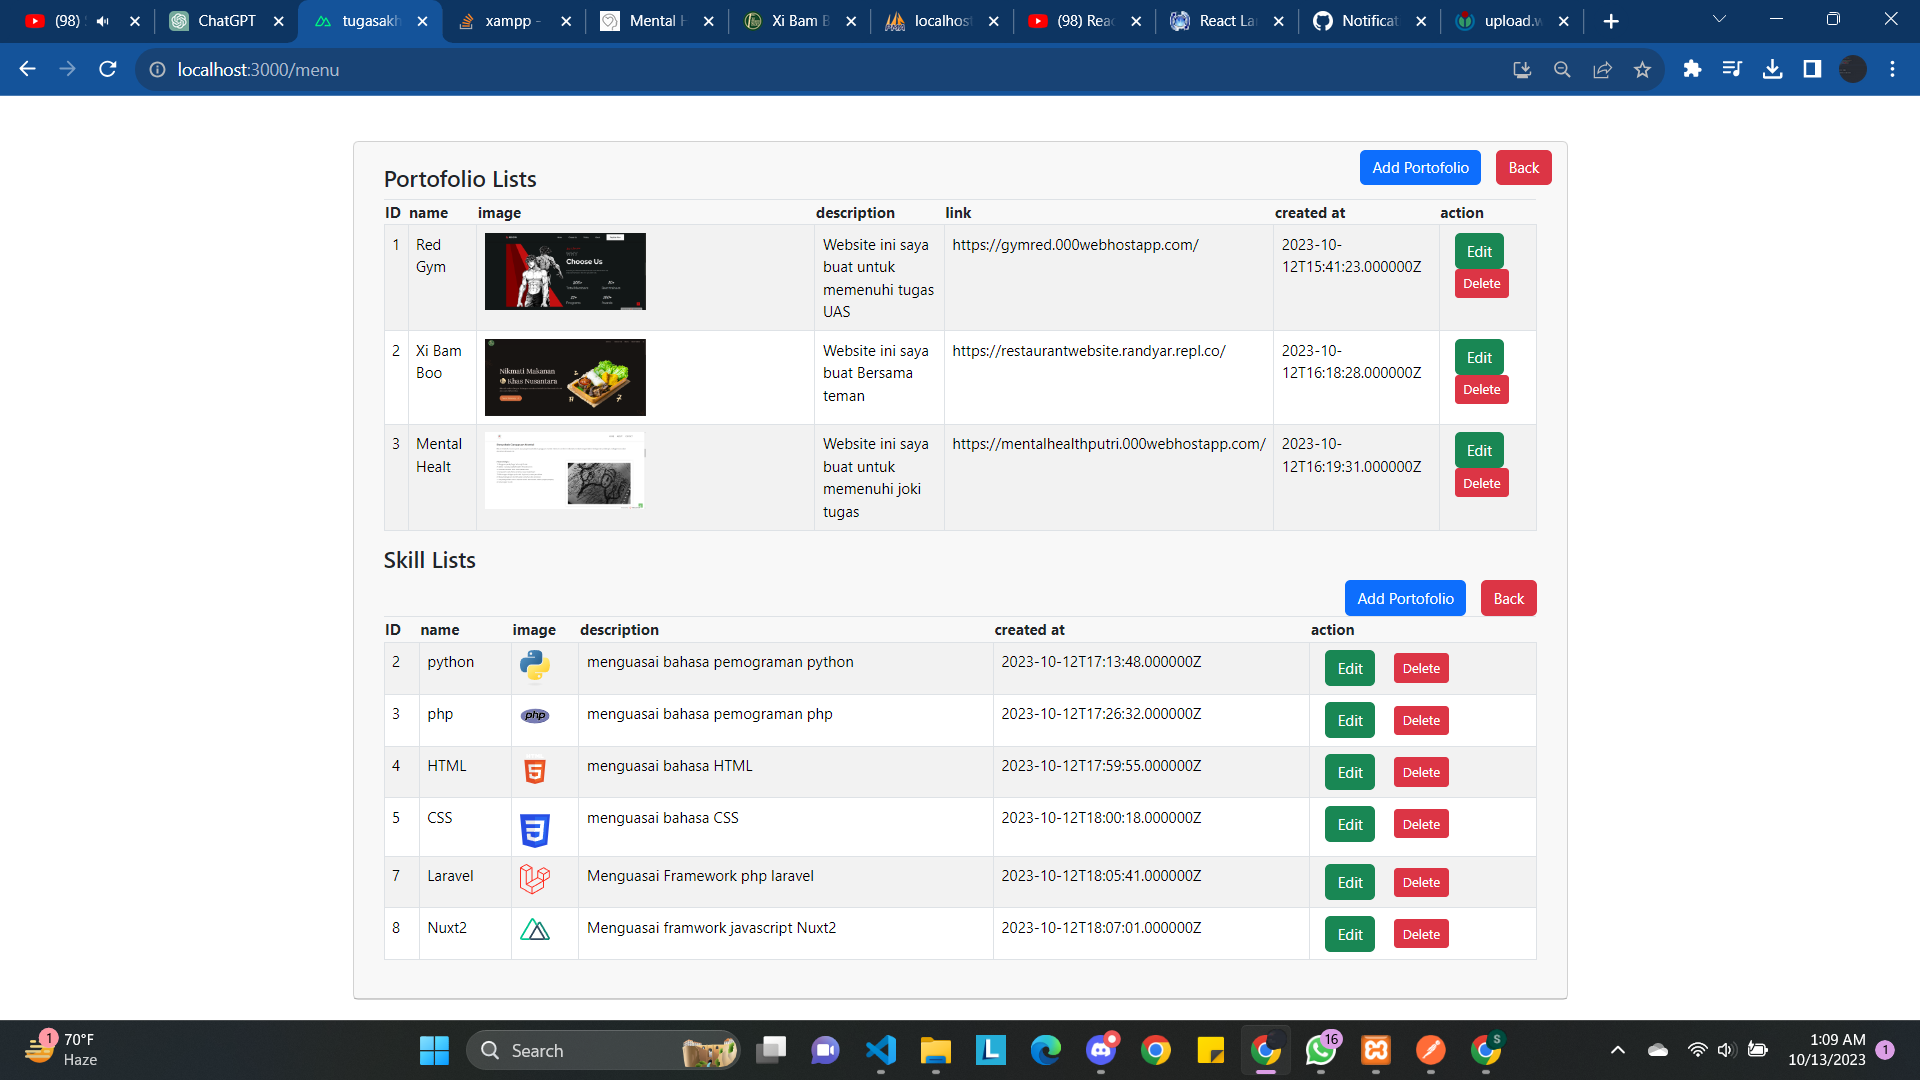 (98)
ChatGPT
tugasakh
xampp -
Mental H
Xi Bam B
localhost
(98) Reac
React La
Notificat
upload.w
localhost:3000/menu
Portofolio Lists
Add Portofolio
Back
ID name image description link created at action
1 Red Gym Website ini saya buat untuk memenuhi tugas UAS https://gymred.000webhostapp.com/ 2023-10-12T15:41:23.000000Z Edit Delete
Choose Us
2 Xi Bam Boo Website ini saya buat Bersama teman https://restaurantwebsite.randyar.repl.co/ 2023-10-12T16:18:28.000000Z Edit Delete
Nikmati Makanan
Khas Nusantara
3 Mental Healt Website ini saya buat untuk memenuhi joki tugas https://mentalhealthputri.000webhostapp.com/ 2023-10-12T16:19:31.000000Z Edit Delete
Skill Lists
Add Portofolio
Back
ID name image description created at action
2 python menguasai bahasa pemograman python 2023-10-12T17:13:48.000000Z Edit Delete
3 php php menguasai bahasa pemograman php 2023-10-12T17:26:32.000000Z Edit Delete
4 HTML 5 menguasai bahasa HTML 2023-10-12T17:59:55.000000Z Edit Delete
5 CSS 3 menguasai bahasa CSS 2023-10-12T18:00:18.000000Z Edit Delete
7 Laravel Menguasai Framework php laravel 2023-10-12T18:05:41.000000Z Edit Delete
8 Nuxt2 Menguasai framwork javascript Nuxt2 2023-10-12T18:07:01.000000Z Edit Delete
1
70°F
Haze
Search
L
16
S
1:09 AM
10/13/2023
1